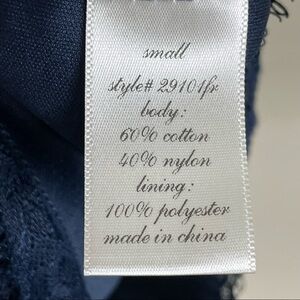 small
style# 29101fr
body:
60% cotton
40% nylon
lining:
100% polyester
made in china